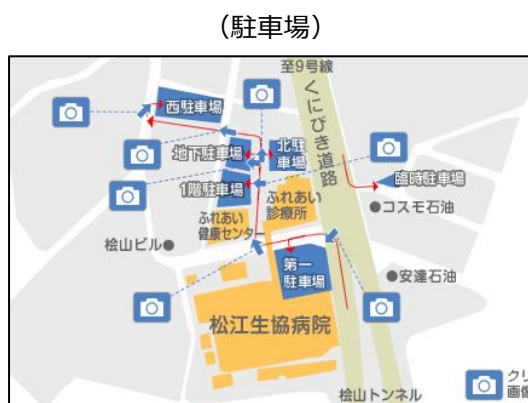 （駐車場）
至9号線
くにびき道路
西駐車場
地下駐車場
北駐
車場
1階駐車場
臨時駐車場
ふれあい
診療所
コスモ石油
ふれあい
健康センター
桧山ビル
第一
駐車場
安達石油
松江生協病院
クリ
画像
桧山トンネル